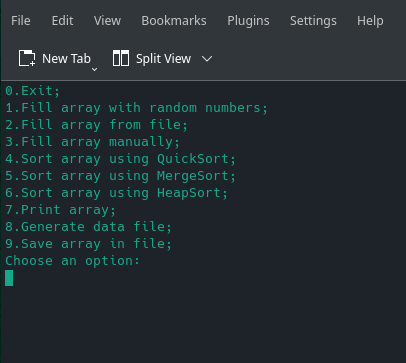 File Edit View Bookmarks Plugins Settings Help
New Tab Split View
0.Exit;
1.Fill array with random numbers;
2.Fill array from file;
3.Fill array manually;
4.Sort array using QuickSort;
5.Sort array using MergeSort;
6.Sort array using HeapSort;
7.Print array;
8.Generate data file;
9.Save array in file;
Choose an option: